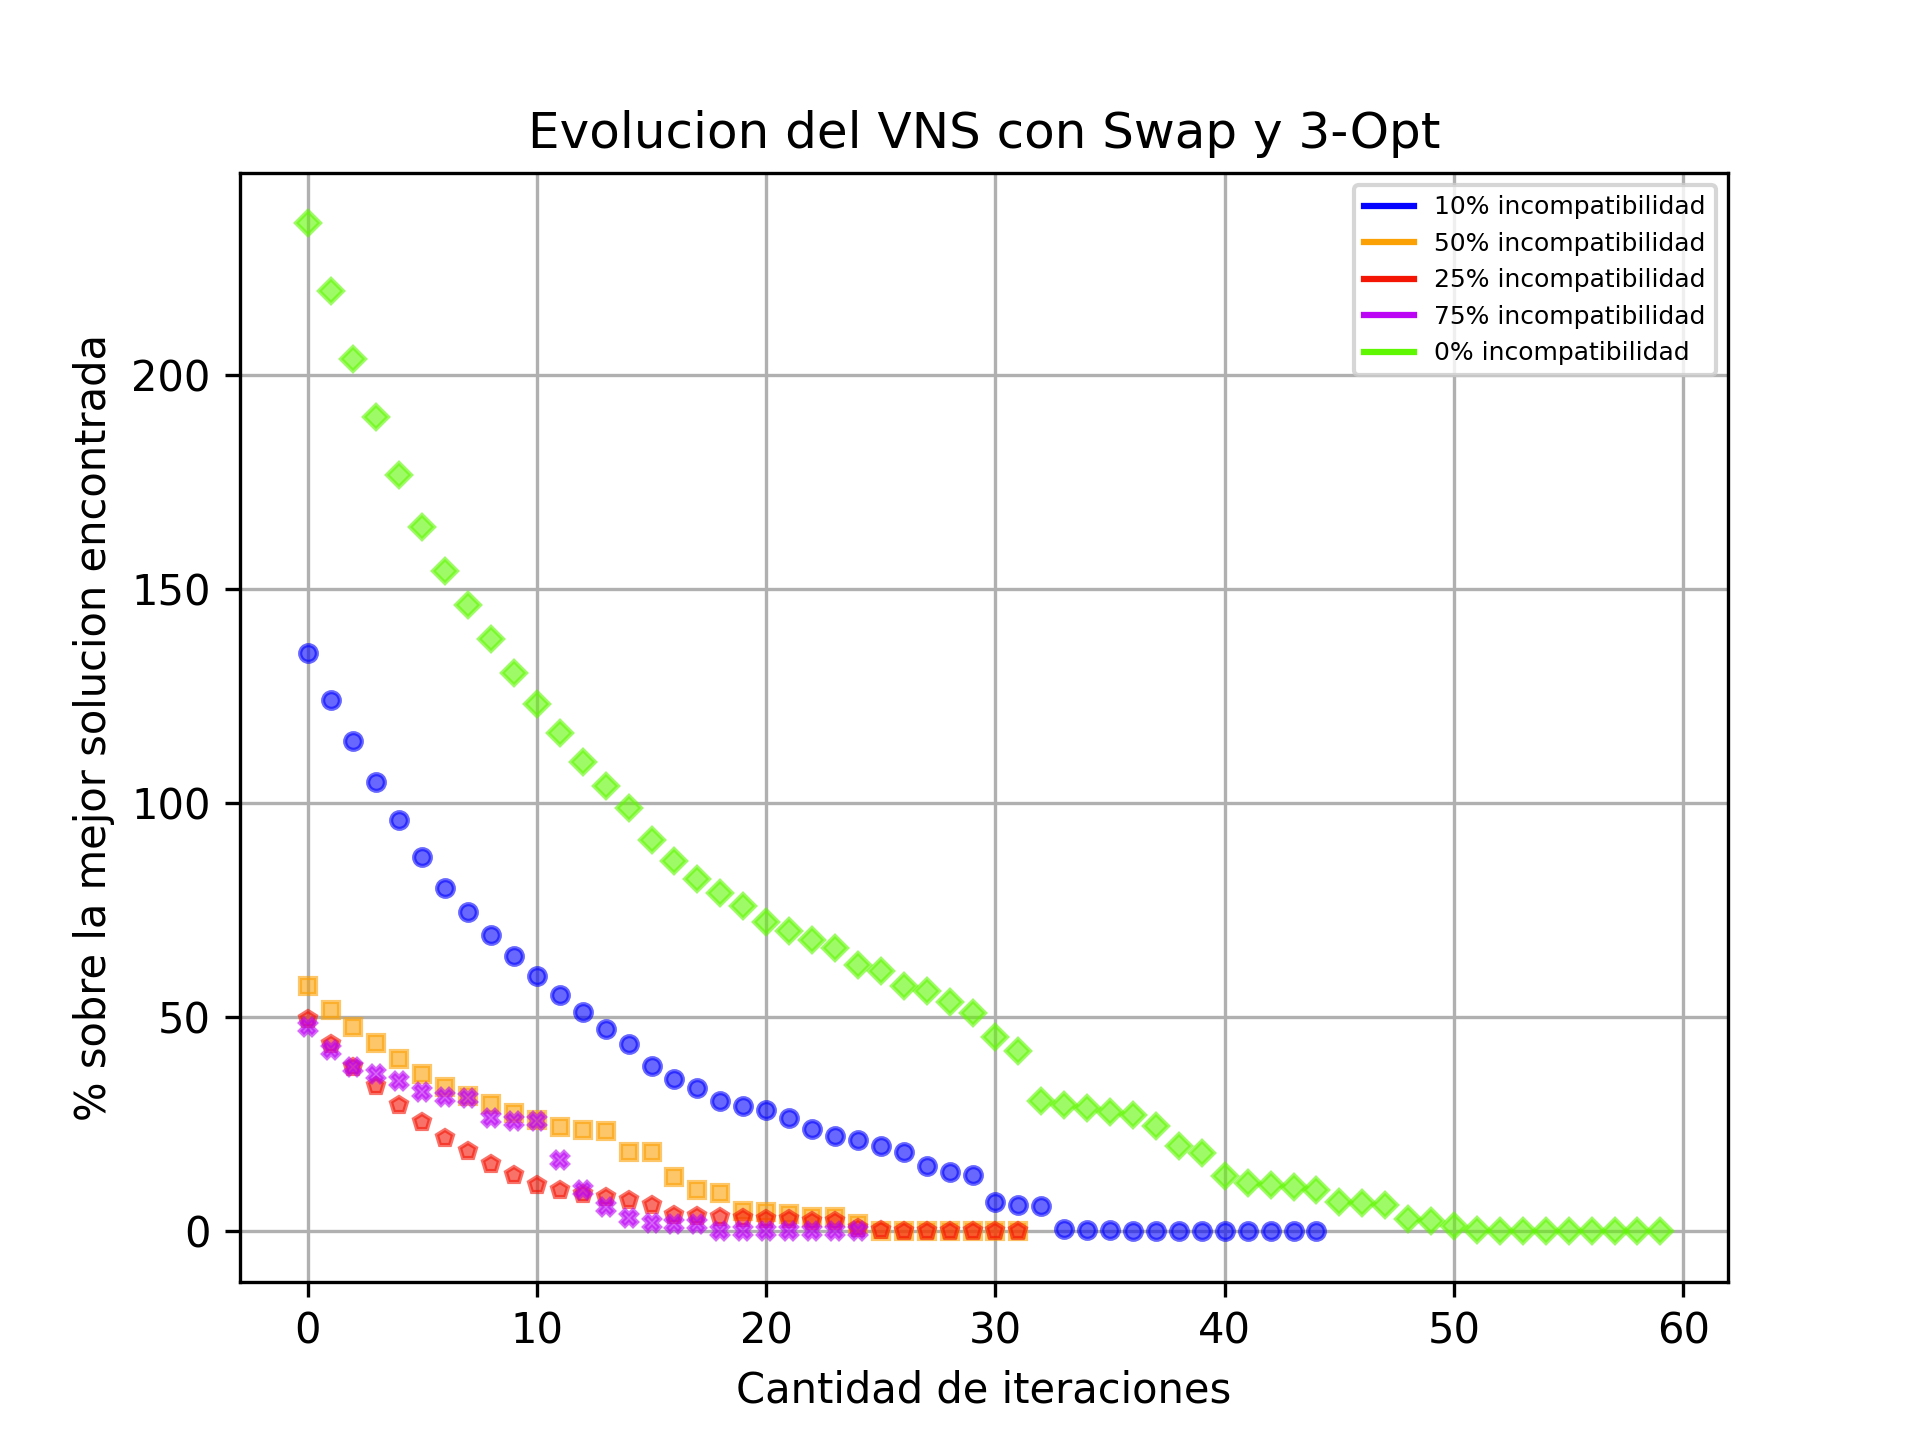 Evolucion del VNS con Swap y 3-Opt
10% incompatibilidad
50% incompatibilidad
25% incompatibilidad
75% incompatibilidad
0% incompatibilidad
% sobre la mejor solucion encontrada
200
150
100
50
0
0 10 20 30 40 50 60
Cantidad de iteraciones